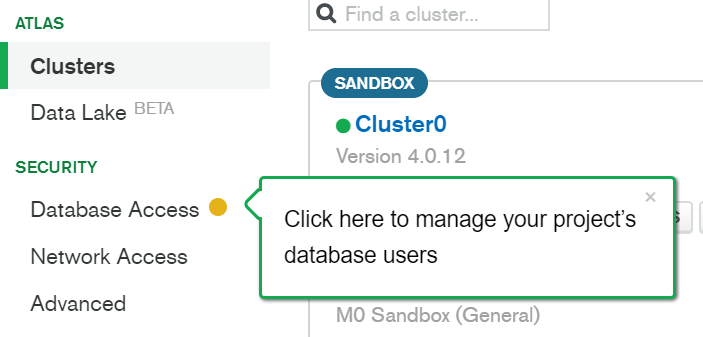 ATLAS
Clusters
Data Lake BETA
SECURITY
Database Access
Network Access
Advanced
Find a cluster...
SANDBOX
Cluster0
Version 4.0.12
Click here to manage your project’s
database users
×
M0 Sandbox (General)